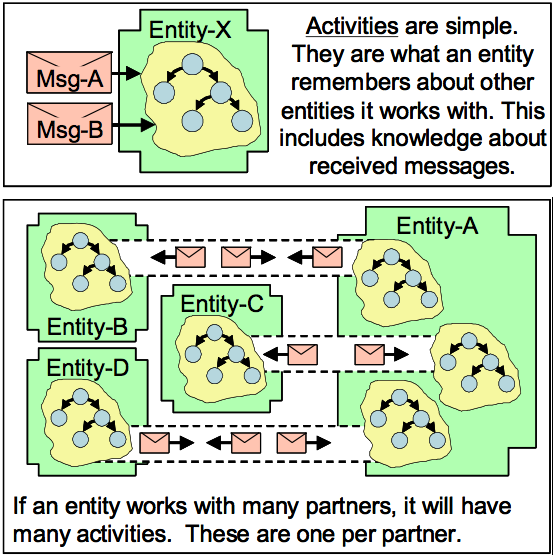 Entity-X
Msg-A
Msg-B
Activities are simple.
They are what an entity
remembers about other
entities it works with. This
includes knowledge about
received messages.
Entity-A
Entity-B
Entity-C
Entity-D
If an entity works with many partners, it will have
many activities.  These are one per partner.